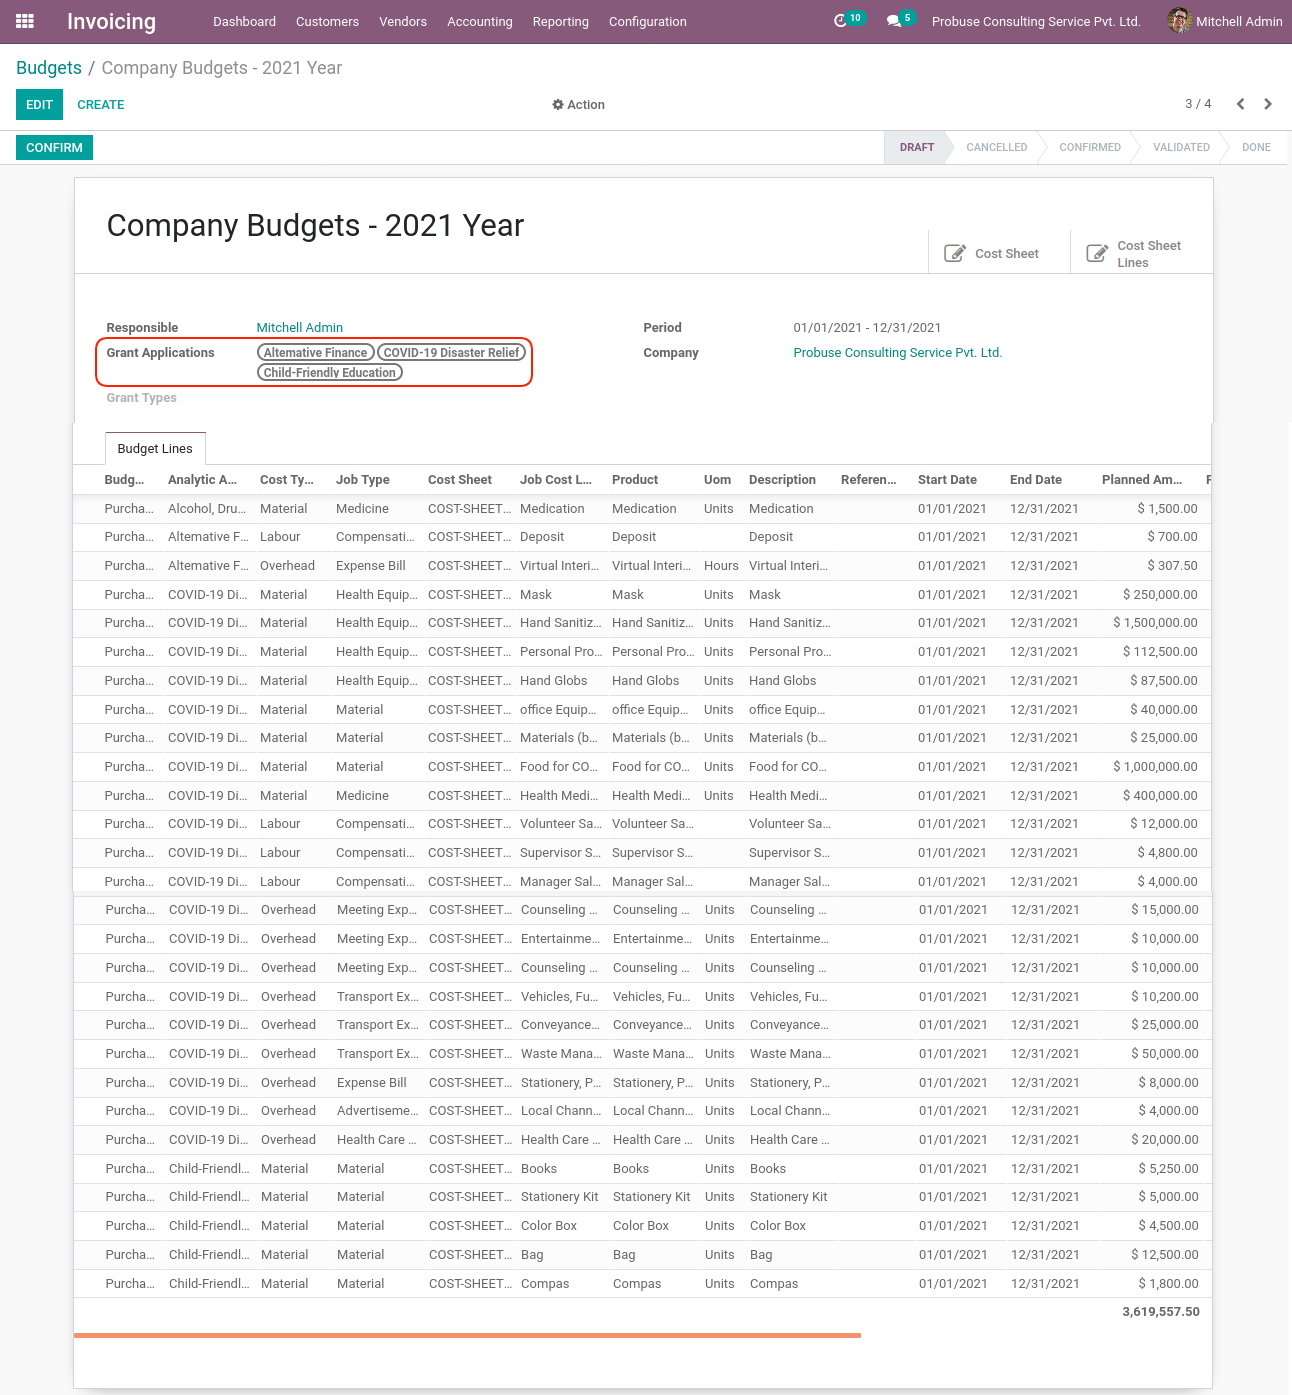 Invoicing Dashboard Customers Vendors Accounting Reporting Configuration 10 5 Probuse Consulting Service Pvt. Ltd. Mitchell Admin
Budgets / Company Budgets - 2021 Year
EDIT CREATE Action 3 / 4
CONFIRM DRAFT CANCELLED CONFIRMED VALIDATED DONE
Company Budgets - 2021 Year
Cost Sheet Cost Sheet Lines
Responsible Mitchell Admin Period 01/01/2021 - 12/31/2021
Grant Applications Altemative Finance COVID-19 Disaster Relief Company Probuse Consulting Service Pvt. Ltd.
Child-Friendly Education
Grant Types
Budget Lines
Budg... Analytic A... Cost Ty... Job Type Cost Sheet Job Cost L... Product Uom Description Referen... Start Date End Date Planned Am...
Purcha... Alcohol, Dru... Material Medicine COST-SHEET... Medication Medication Units Medication 01/01/2021 12/31/2021 $ 1,500.00
Purcha... Altemative F... Labour Compensati... COST-SHEET... Deposit Deposit Deposit 01/01/2021 12/31/2021 $ 700.00
Purcha... Altemative F... Overhead Expense Bill COST-SHEET... Virtual Interi... Virtual Interi... Hours Virtual Interi... 01/01/2021 12/31/2021 $ 307.50
Purcha... COVID-19 Di... Material Health Equip... COST-SHEET... Mask Mask Units Mask 01/01/2021 12/31/2021 $ 250,000.00
Purcha... COVID-19 Di... Material Health Equip... COST-SHEET... Hand Sanitiz... Hand Sanitiz... Units Hand Sanitiz... 01/01/2021 12/31/2021 $ 1,500,000.00
Purcha... COVID-19 Di... Material Health Equip... COST-SHEET... Personal Pro... Personal Pro... Units Personal Pro... 01/01/2021 12/31/2021 $ 112,500.00
Purcha... COVID-19 Di... Material Health Equip... COST-SHEET... Hand Globs Hand Globs Units Hand Globs 01/01/2021 12/31/2021 $ 87,500.00
Purcha... COVID-19 Di... Material Material COST-SHEET... office Equip... office Equip... Units office Equip... 01/01/2021 12/31/2021 $ 40,000.00
Purcha... COVID-19 Di... Material Material COST-SHEET... Materials (b... Materials (b... Units Materials (b... 01/01/2021 12/31/2021 $ 25,000.00
Purcha... COVID-19 Di... Material Material COST-SHEET... Food for CO... Food for CO... Units Food for CO... 01/01/2021 12/31/2021 $ 1,000,000.00
Purcha... COVID-19 Di... Material Medicine COST-SHEET... Health Medi... Health Medi... Units Health Medi... 01/01/2021 12/31/2021 $ 400,000.00
Purcha... COVID-19 Di... Labour Compensati... COST-SHEET... Volunteer Sa... Volunteer Sa... Volunteer Sa... 01/01/2021 12/31/2021 $ 12,000.00
Purcha... COVID-19 Di... Labour Compensati... COST-SHEET... Supervisor S... Supervisor S... Supervisor S... 01/01/2021 12/31/2021 $ 4,800.00
Purcha... COVID-19 Di... Labour Compensati... COST-SHEET... Manager Sal... Manager Sal... Manager Sal... 01/01/2021 12/31/2021 $ 4,000.00
Purcha... COVID-19 Di... Overhead Meeting Exp... COST-SHEET... Counseling ... Counseling ... Units Counseling ... 01/01/2021 12/31/2021 $ 15,000.00
Purcha... COVID-19 Di... Overhead Meeting Exp... COST-SHEET... Entertainme... Entertainme... Units Entertainme... 01/01/2021 12/31/2021 $ 10,000.00
Purcha... COVID-19 Di... Overhead Meeting Exp... COST-SHEET... Counseling ... Counseling ... Units Counseling ... 01/01/2021 12/31/2021 $ 10,000.00
Purcha... COVID-19 Di... Overhead Transport Ex... COST-SHEET... Vehicles, Fu... Vehicles, Fu... Units Vehicles, Fu... 01/01/2021 12/31/2021 $ 10,200.00
Purcha... COVID-19 Di... Overhead Transport Ex... COST-SHEET... Conveyance... Conveyance... Units Conveyance... 01/01/2021 12/31/2021 $ 25,000.00
Purcha... COVID-19 Di... Overhead Transport Ex... COST-SHEET... Waste Mana... Waste Mana... Units Waste Mana... 01/01/2021 12/31/2021 $ 50,000.00
Purcha... COVID-19 Di... Overhead Expense Bill COST-SHEET... Stationery, P... Stationery, P... Units Stationery, P... 01/01/2021 12/31/2021 $ 8,000.00
Purcha... COVID-19 Di... Overhead Advertiseme... COST-SHEET... Local Chann... Local Chann... Units Local Chann... 01/01/2021 12/31/2021 $ 4,000.00
Purcha... COVID-19 Di... Overhead Health Care ... COST-SHEET... Health Care ... Health Care ... Units Health Care ... 01/01/2021 12/31/2021 $ 20,000.00
Purcha... Child-Friendl... Material Material COST-SHEET... Books Books Units Books 01/01/2021 12/31/2021 $ 5,250.00
Purcha... Child-Friendl... Material Material COST-SHEET... Stationery Kit Stationery Kit Units Stationery Kit 01/01/2021 12/31/2021 $ 5,000.00
Purcha... Child-Friendl... Material Material COST-SHEET... Color Box Color Box Units Color Box 01/01/2021 12/31/2021 $ 4,500.00
Purcha... Child-Friendl... Material Material COST-SHEET... Bag Bag Units Bag 01/01/2021 12/31/2021 $ 12,500.00
Purcha... Child-Friendl... Material Material COST-SHEET... Compas Compas Units Compas 01/01/2021 12/31/2021 $ 1,800.00
3,619,557.50